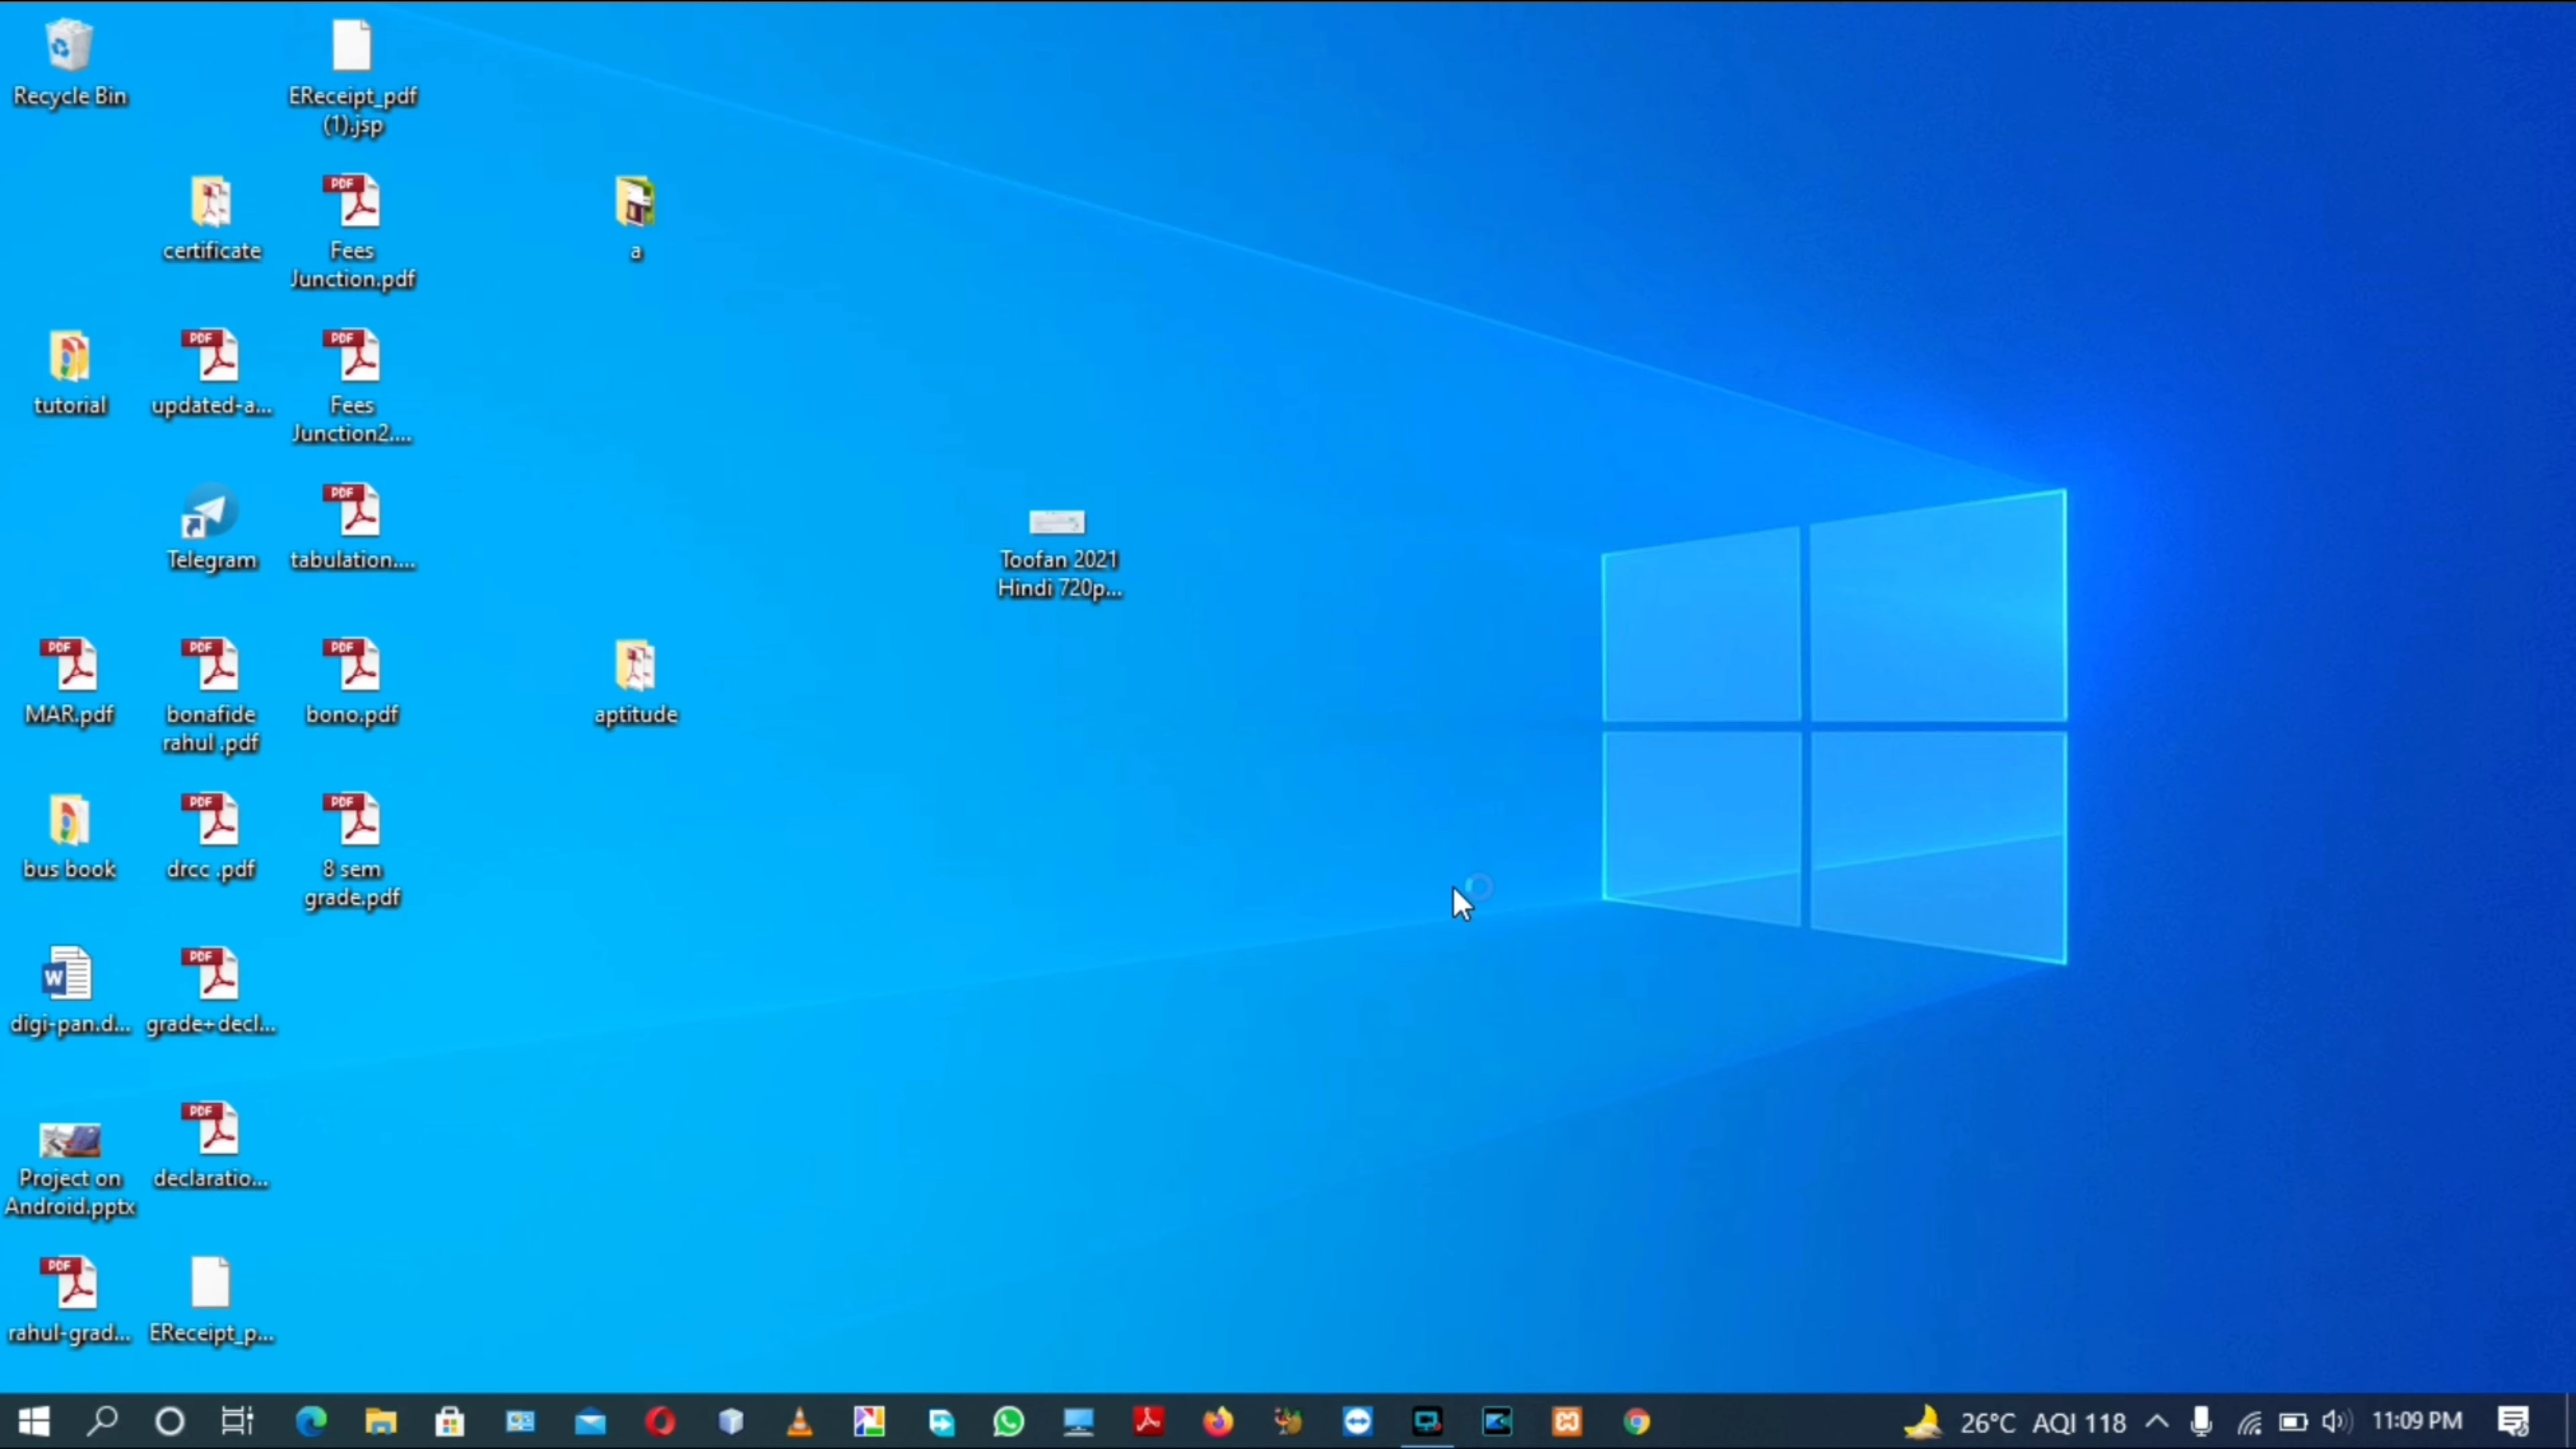 Recycle Bin
EReceipt_pdf
(1).jsp
certificate
Fees
Junction.pdf
a
tutorial
updated-a...
Fees
Junction2....
Telegram
tabulation....
Toofan 2021
Hindi 720p...
MAR.pdf
bonafide
rahul .pdf
bono.pdf
aptitude
bus book
drcc .pdf
8 sem
grade.pdf
digi-pan.d...
grade+decl...
Project on
Android.pptx
declaratio...
rahul-grad...
EReceipt_p...
26°C AQI 118 11:09 PM